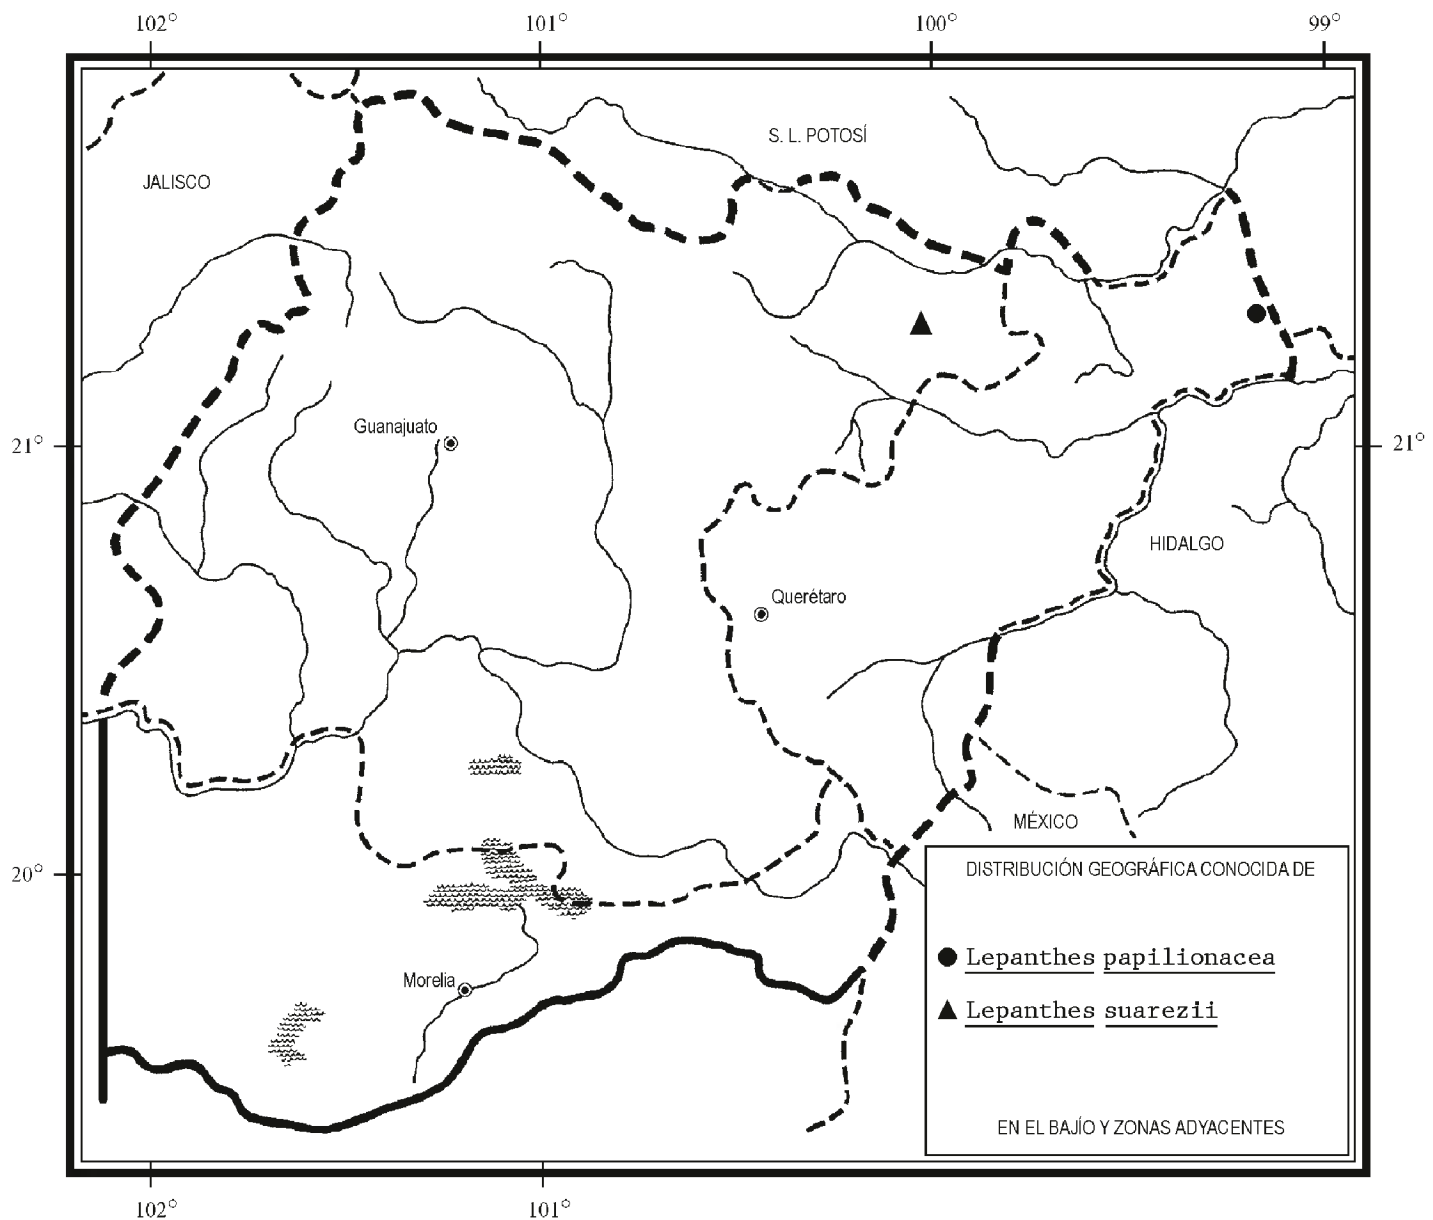 102° 101° 100° 99°
S. L. POTOSÍ
JALISCO
Guanajuato
21° 21°
HIDALGO
Querétaro
MÉXICO
20°
DISTRIBUCIÓN GEOGRÁFICA CONOCIDA DE
Lepanthes papilionacea
Morelia
Lepanthes suarezii
EN EL BAJÍO Y ZONAS ADYACENTES
102° 101°